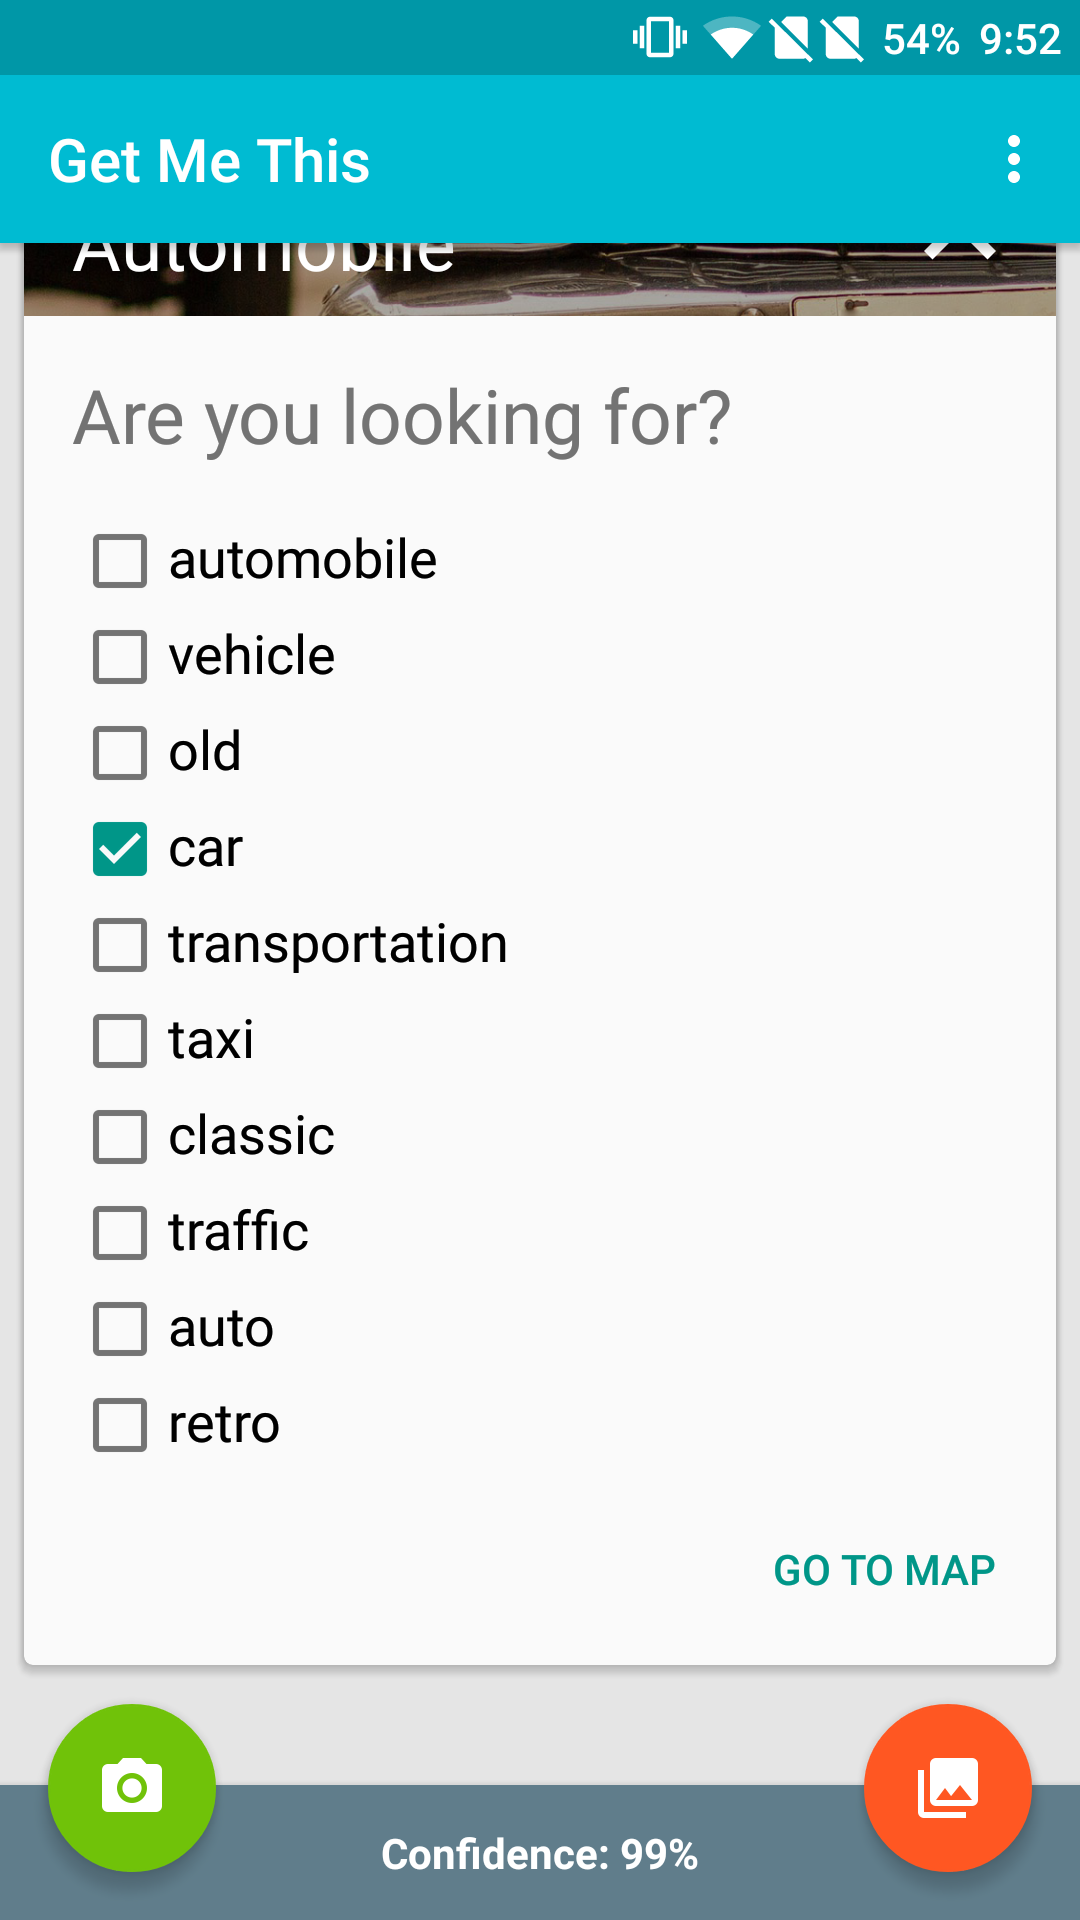 54% 9:52
Get Me This
Automobile
Are you looking for?
automobile
vehicle
old
car
transportation
taxi
classic
traffic
auto
retro
GO TO MAP
Confidence: 99%